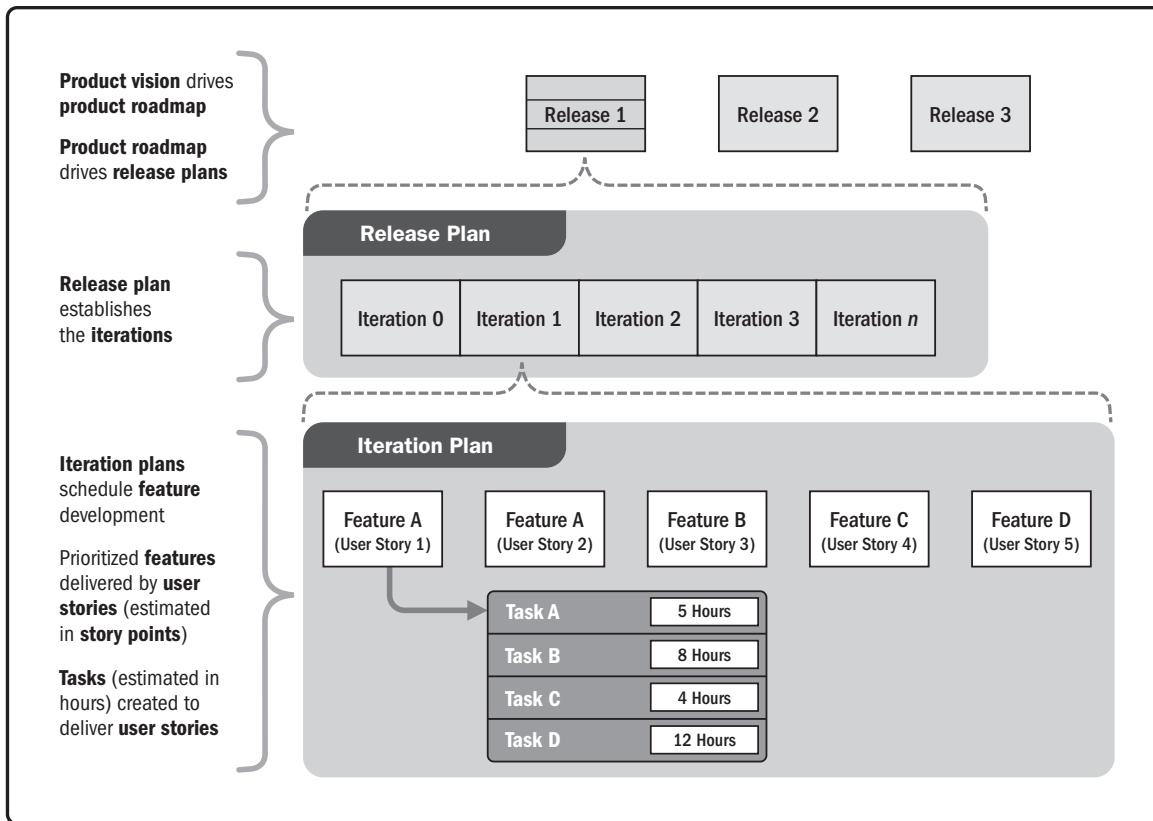 Product vision drives
product roadmap
Product roadmap
drives release plans
Release 1
Release 2
Release 3
Release Plan
Release plan
establishes
the iterations
Iteration 0
Iteration 1
Iteration 2
Iteration 3
Iteration n
Iteration Plan
Iteration plans
schedule feature
development
Prioritized features
delivered by user
stories (estimated
in story points)
Tasks (estimated in
hours) created to
deliver user stories
Feature A
(User Story 1)
Feature A
(User Story 2)
Feature B
(User Story 3)
Feature C
(User Story 4)
Feature D
(User Story 5)
Task A
5 Hours
Task B
8 Hours
Task C
4 Hours
Task D
12 Hours